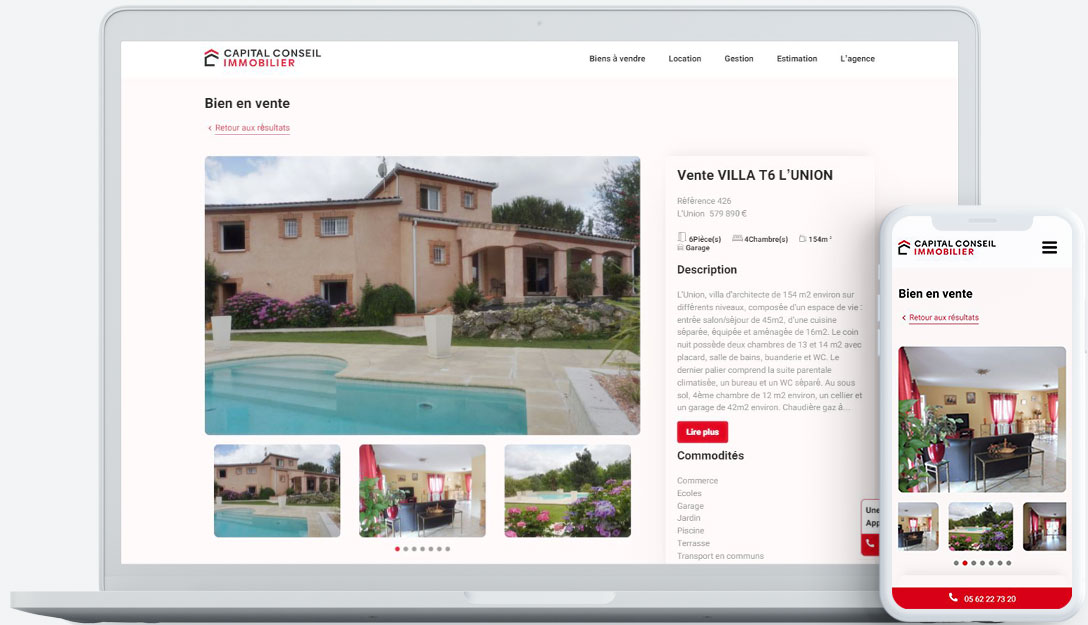 CAPITAL CONSEIL
IMMOBILIER
Biens à vendre
Location
Gestion
Estimation
L'agence
Bien en vente
‹ Retour aux résultats
Vente VILLA T6 L'UNION
Référence 426
L'Union 579 890 €
6Pièce(s) 4Chambre(s) 154m²
Garage
Description
L'Union, villa d'architecte de 154 m2 environ sur
différents niveaux, composée d'un espace de vie :
entrée salon/séjour de 45m2, d'une cuisine
séparée, équipée et aménagée de 16m2. Le coin
nuit possède deux chambres de 13 et 14 m2 avec
placard, salle de bains, buanderie et WC. Le
dernier palier comprend la suite parentale
climatisée, un bureau et un WC séparé. Au sous
sol, 4ème chambre de 12 m2 environ, un cellier et
un garage de 42m2 environ. Chaudière gaz à...
Lire plus
Commodités
Commerce
Ecoles
Garage
Jardin
Piscine
Terrasse
Transport en communs
Une
App
CAPITAL CONSEIL
IMMOBILIER
Bien en vente
‹ Retour aux résultats
05 62 22 73 20